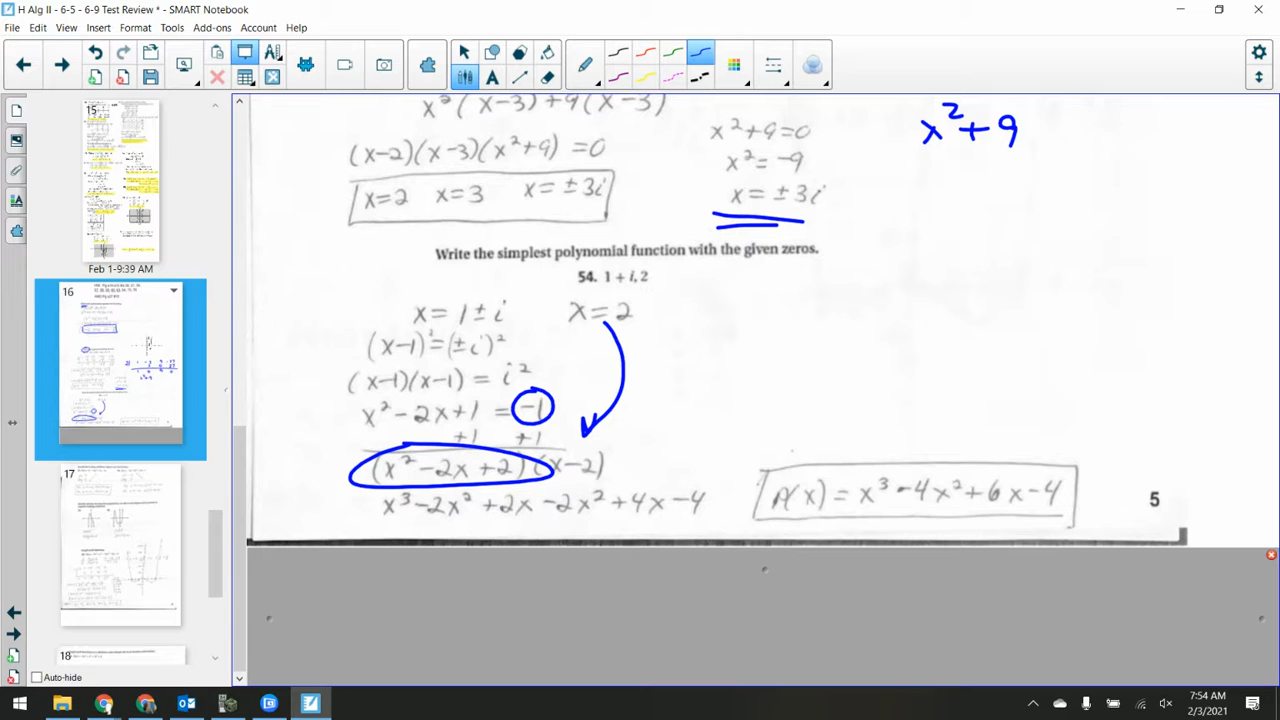 H Alg II - 6-5 - 6-9 Test Review * - SMART Notebook
File Edit View Insert Format Tools Add-ons Account Help
15
Feb 1-9:39 AM
16
17
18
Auto-hide
x²(x-3)+9(x-3)
(x-2)(x-3)(x²+9) =0
x=2 x=3 x=±3i
x²+9=0
x²=-9
x=±3i
x²+9
Write the simplest polynomial function with the given zeros.
54. 1 + i, 2
x=1±i x=2
(x-1)²=(±i)²
(x-1)(x-1) = i²
x²-2x+1 = -1
+1 +1
(x²-2x+2)(x-2)
x³-2x²+2x-2x²+4x-4
P(x)=x³-4x²+6x-4
5
7:54 AM
2/3/2021